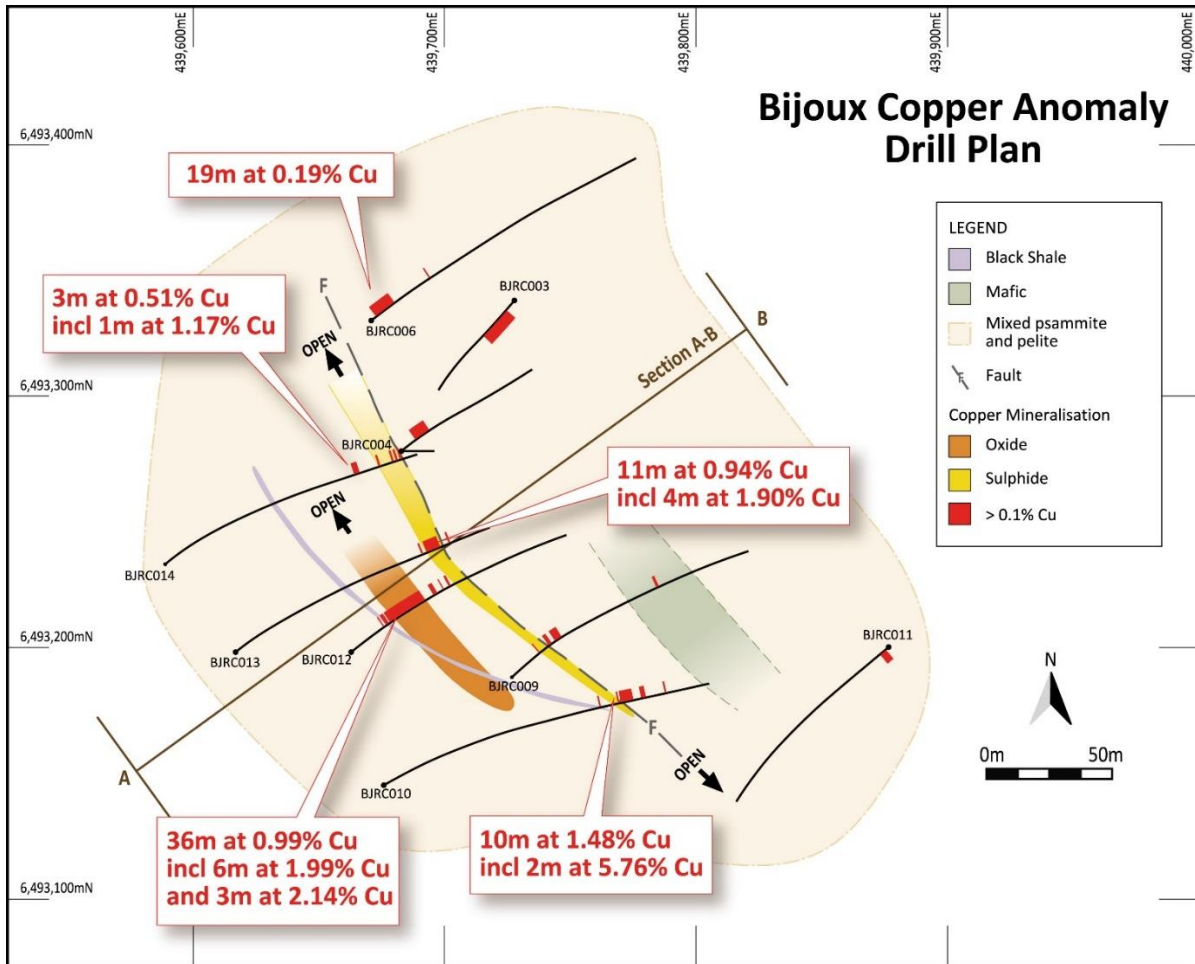 439,600mE
439,700mE
439,800mE
439,900mE
440,000mE
Bijoux Copper Anomaly
Drill Plan
6,493,400mN
6,493,300mN
6,493,200mN
6,493,100mN
19m at 0.19% Cu
3m at 0.51% Cu
incl 1m at 1.17% Cu
11m at 0.94% Cu
incl 4m at 1.90% Cu
36m at 0.99% Cu
incl 6m at 1.99% Cu
and 3m at 2.14% Cu
10m at 1.48% Cu
incl 2m at 5.76% Cu
F
OPEN
BJRC006
BJRC003
B
Section A-B
BJRC004
OPEN
BJRC014
BJRC013
BJRC012
BJRC009
BJRC011
BJRC010
A
F
OPEN
LEGEND
Black Shale
Mafic
Mixed psammite
and pelite
F
Fault
Copper Mineralisation
Oxide
Sulphide
> 0.1% Cu
N
0m
50m